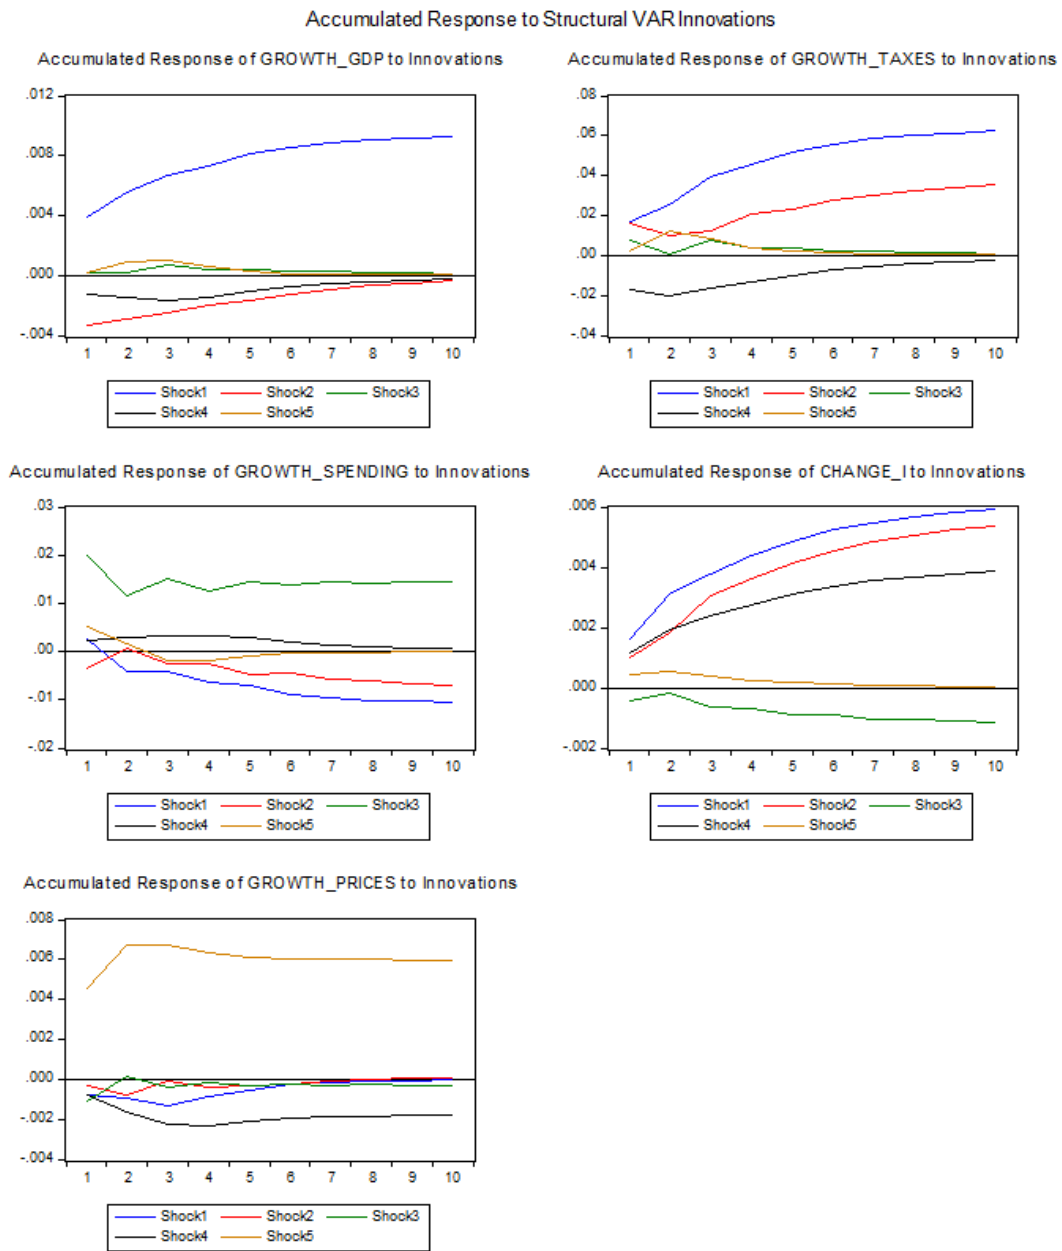 Accumulated Response to Structural VAR Innovations
Accumulated Response of GROWTH_GDP to Innovations
.012
.008
.004
.000
-.004
1 2 3 4 5 6 7 8 9 10
Shock1 Shock2 Shock3
Shock4 Shock5
Accumulated Response of GROWTH_TAXES to Innovations
.08
.06
.04
.02
.00
-.02
-.04
1 2 3 4 5 6 7 8 9 10
Shock1 Shock2 Shock3
Shock4 Shock5
Accumulated Response of GROWTH_SPENDING to Innovations
.03
.02
.01
.00
-.01
-.02
1 2 3 4 5 6 7 8 9 10
Shock1 Shock2 Shock3
Shock4 Shock5
Accumulated Response of CHANGE_I to Innovations
.006
.004
.002
.000
-.002
1 2 3 4 5 6 7 8 9 10
Shock1 Shock2 Shock3
Shock4 Shock5
Accumulated Response of GROWTH_PRICES to Innovations
.008
.006
.004
.002
.000
-.002
-.004
1 2 3 4 5 6 7 8 9 10
Shock1 Shock2 Shock3
Shock4 Shock5